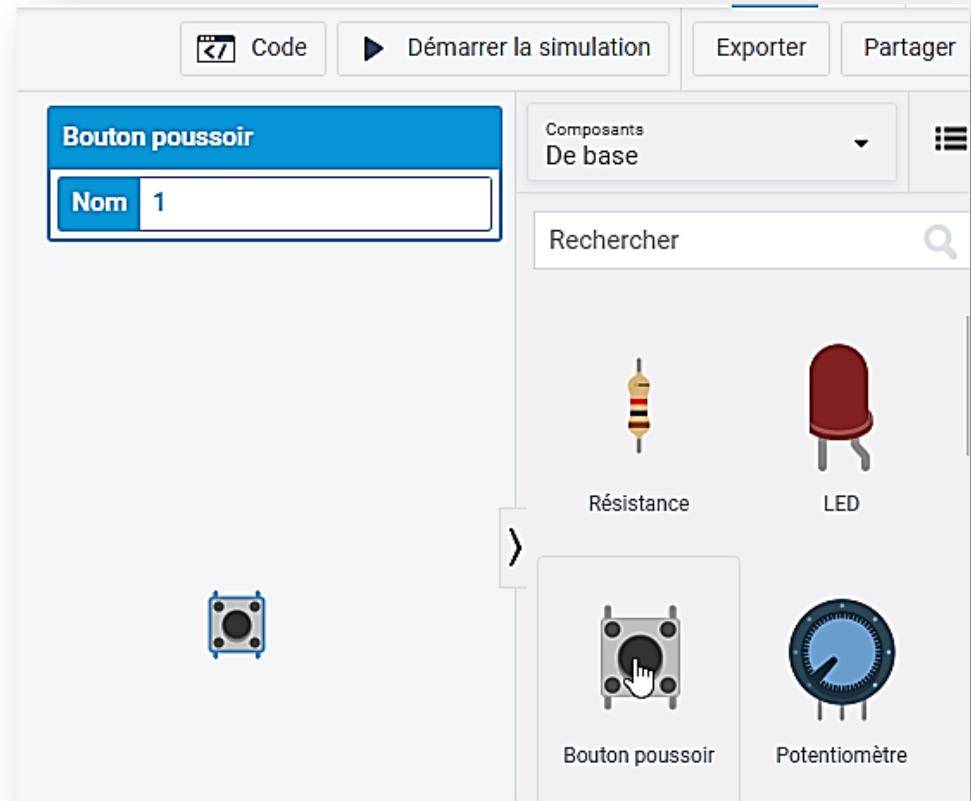 Code
Démarrer la simulation
Exporter
Partager
Bouton poussoir
Nom
1
Composants
De base
Rechercher
Résistance
LED
Bouton poussoir
Potentiomètre